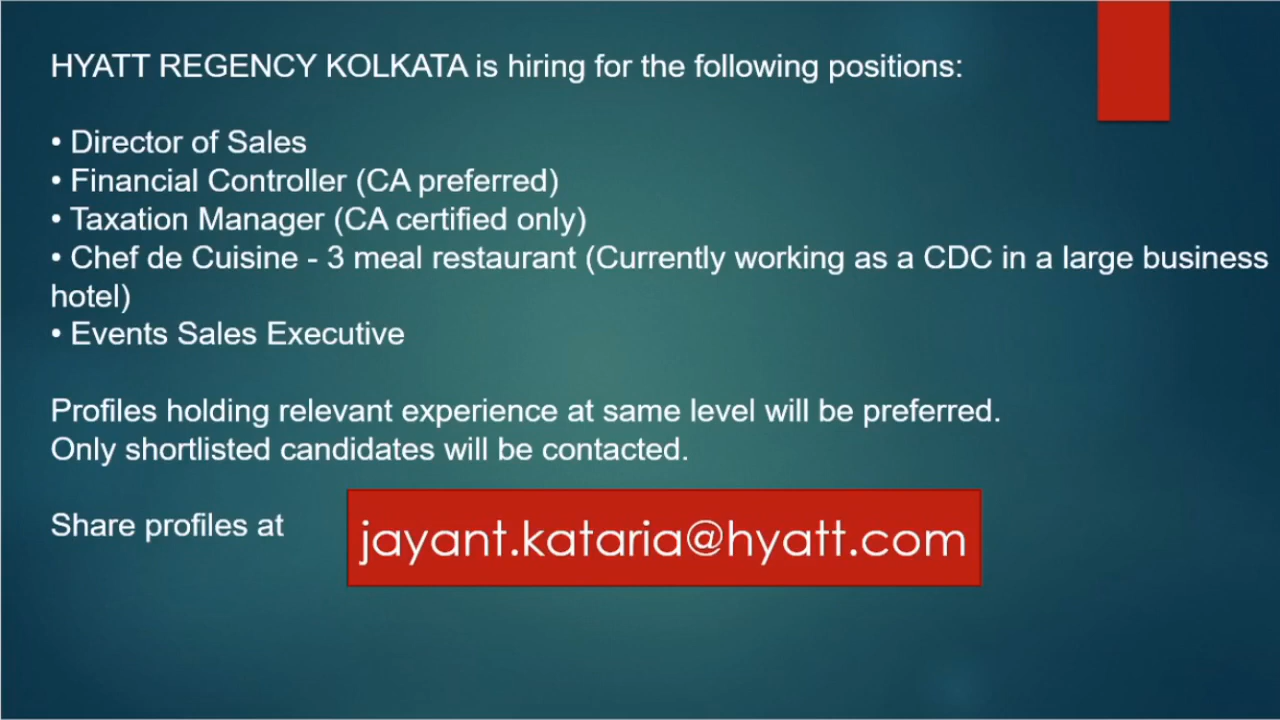 HYATT REGENCY KOLKATA is hiring for the following positions:
• Director of Sales
• Financial Controller (CA preferred)
• Taxation Manager (CA certified only)
• Chef de Cuisine - 3 meal restaurant (Currently working as a CDC in a large business
hotel)
• Events Sales Executive
Profiles holding relevant experience at same level will be preferred.
Only shortlisted candidates will be contacted.
Share profiles at jayant.kataria@hyatt.com